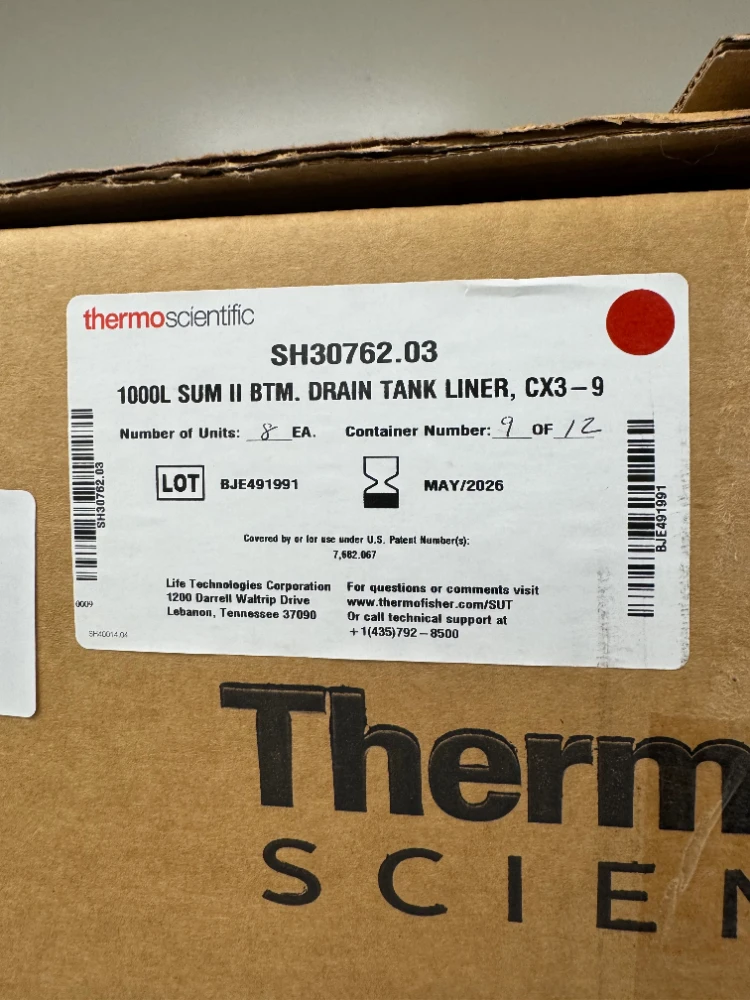 thermoscientific
SH30762.03
1000L SUM II BTM. DRAIN TANK LINER, CX3-9
Number of Units: 8 EA. Container Number: 9 OF 12
LOT BJE491991 MAY/2026
Covered by or for use under U.S. Patent Number(s):
7,682.067
Life Technologies Corporation
1200 Darrell Waltrip Drive
Lebanon, Tennessee 37090
For questions or comments visit
www.thermofisher.com/SUT
Or call technical support at
+1(435)792-8500
SH30762.03
BJE491991
0009
SH40014.04
Therm
SCIEN